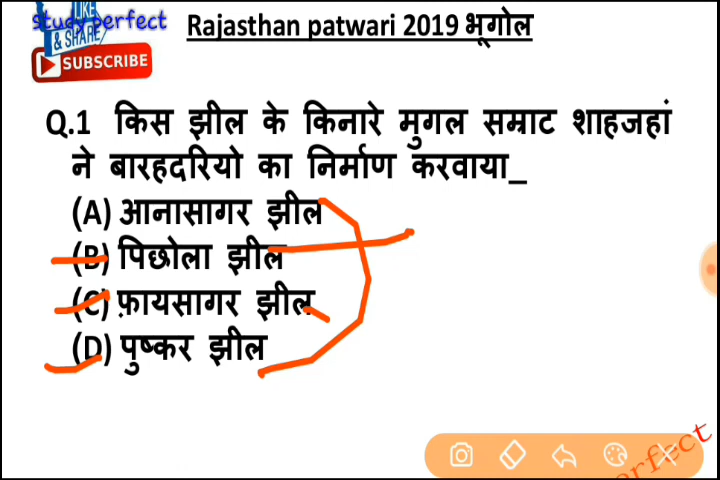 LIKE
& SHARE
study perfect
SUBSCRIBE
Rajasthan patwari 2019 भूगोल
Q.1 किस झील के किनारे मुगल सम्राट शाहजहां
ने बारहदरियो का निर्माण करवाया_
(A) आनासागर झील
(B) पिछोला झील
(C) फ़ायसागर झील
(D) पुष्कर झील